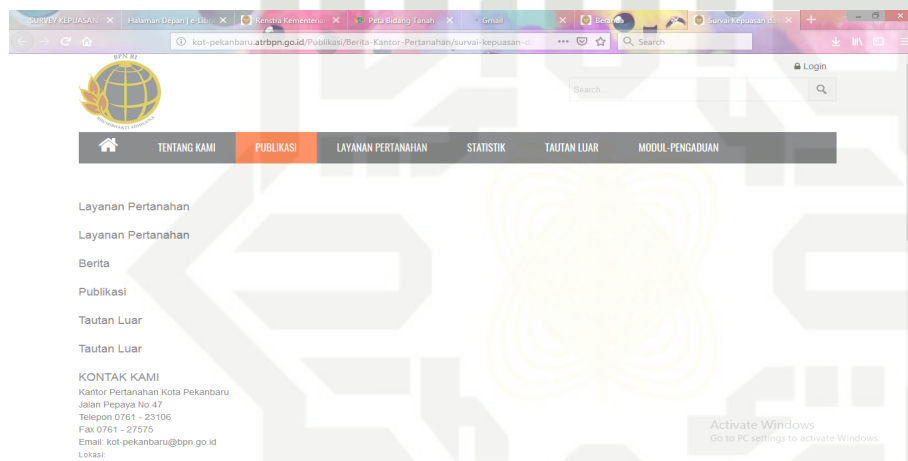 SURVEY KEPUASAN
Halaman Depan | e-Lib
Renstra Kementeria
Peta Bidang Tanah
Gmail
Beranda
Survai Kepuasan d
kot-pekanbaru.atrbpn.go.id/Publikasi/Berita-Kantor-Pertanahan/survai-kepuasan-d
Search
BPN RI
Login
Search...
TENTANG KAMI
PUBLIKASI
LAYANAN PERTANAHAN
STATISTIK
TAUTAN LUAR
MODUL-PENGADUAN
Layanan Pertanahan
Layanan Pertanahan
Berita
Publikasi
Tautan Luar
Tautan Luar
KONTAK KAMI
Kantor Pertanahan Kota Pekanbaru
Jalan Pepaya No.47
Telepon 0761 - 23106
Fax 0761 - 27575
Email: kot-pekanbaru@bpn.go.id
Lokasi:
Activate Windows
Go to PC settings to activate Windows.